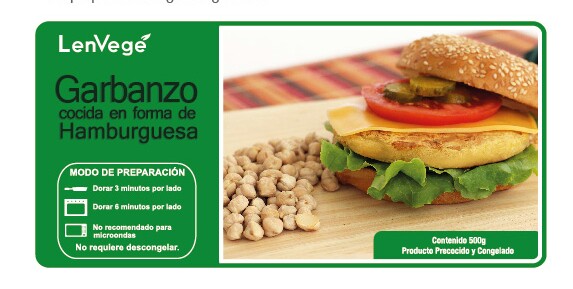 LenVegé
Garbanzo
cocida en forma de
Hamburguesa
MODO DE PREPARACIÓN
Dorar 3 minutos por lado
Dorar 6 minutos por lado
No recomendado para
microondas
No requiere descongelar.
Contenido 500g
Producto Precocido y Congelado